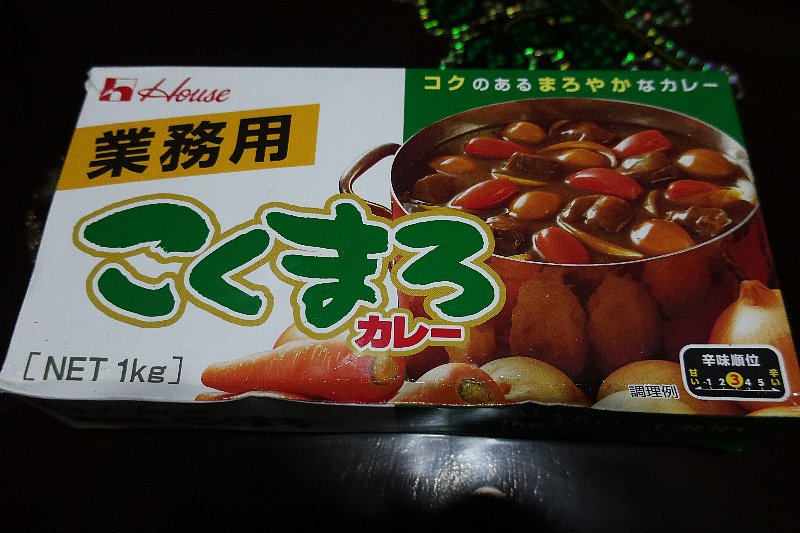 House
コクのあるまろやかなカレー
業務用
こくまろ
カレー
[NET 1kg]
調理例
辛味順位
甘い 1 2 3 4 5 辛い